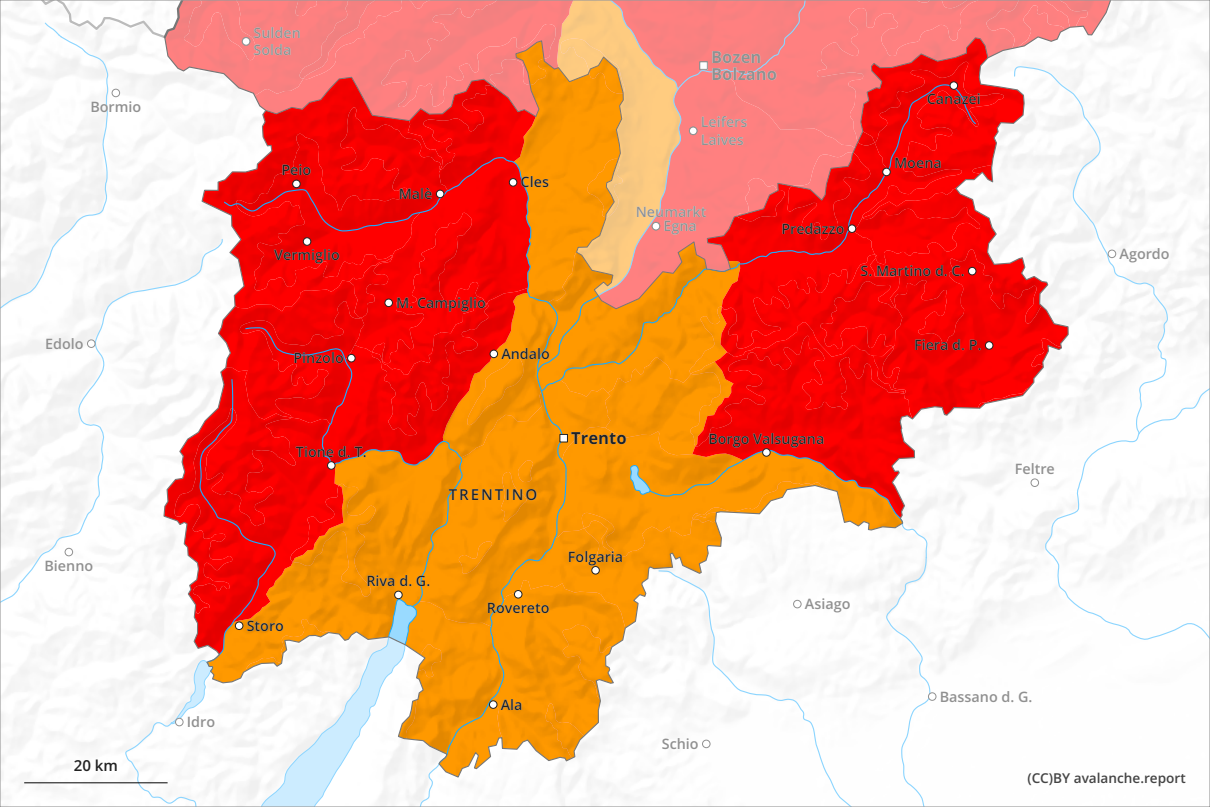 Sulden
Solda
Bozen
Bolzano
Bormio
Canazei
Leifers
Laives
Moena
Peio
Malè
Cles
Neumarkt
Egna
Predazzo
Vermiglio
Agordo
S. Martino d. C.
M. Campiglio
Edolo
Pinzolo
Andalo
Fiera d. P.
Trento
Borgo Valsugana
Tione d. T.
Feltre
TRENTINO
Bienno
Folgaria
Riva d. G.
Rovereto
Asiago
Storo
Idro
Ala
Bassano d. G.
Schio
20 km
(CC)BY avalanche.report